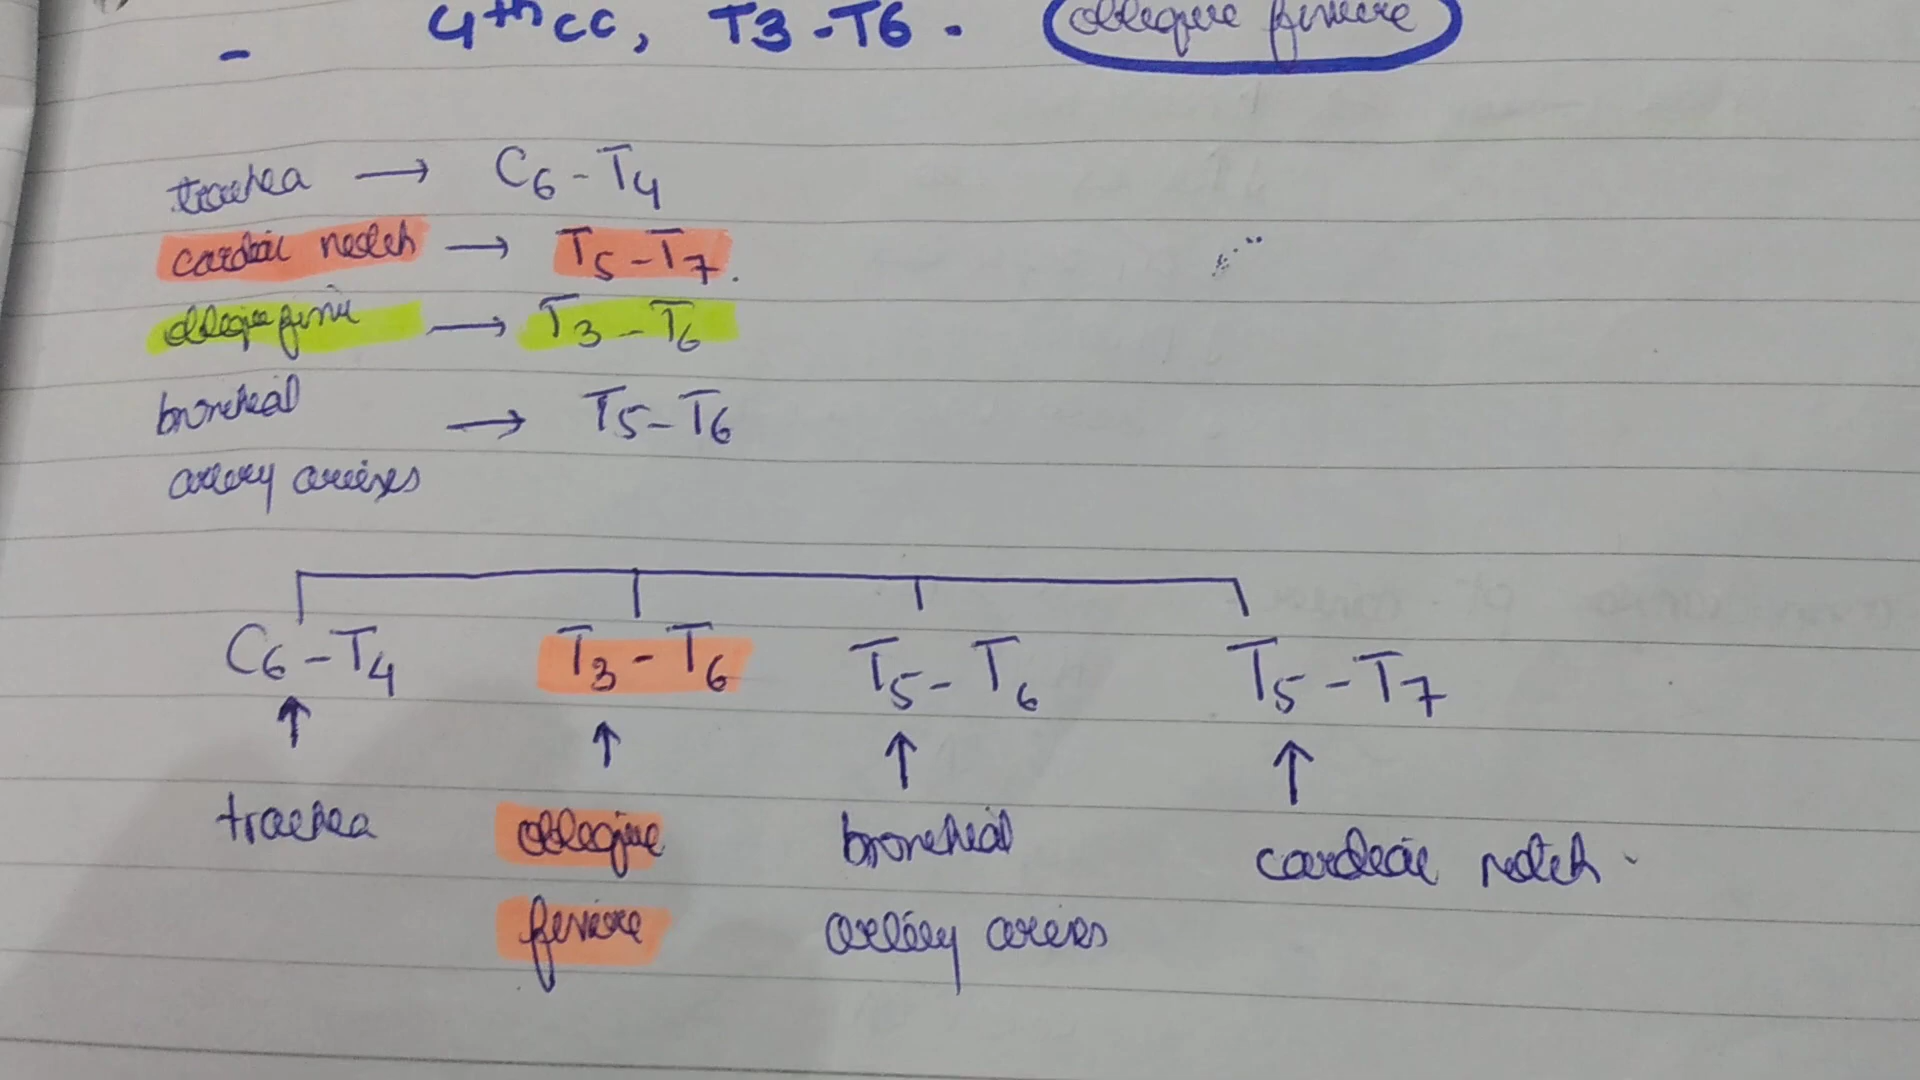 - 4th CC, T3-T6. oblique fissure
trachea → C6-T4
cardiac notch → T5-T7.
oblique → T3-T6
bronchial → T5-T6
artery arises
C6-T4 T3-T6 T5-T6 T5-T7
↑ ↑ ↑ ↑
trachea oblique bronchial cardiac notch.
fissure artery arises